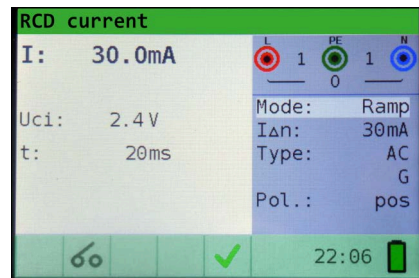 RCD current
I: 30.0mA
Uci: 2.4V
t: 20ms
L PE N
1 1
0
Mode: Ramp
I∆n: 30mA
Type: AC
G
Pol.: pos
22:06